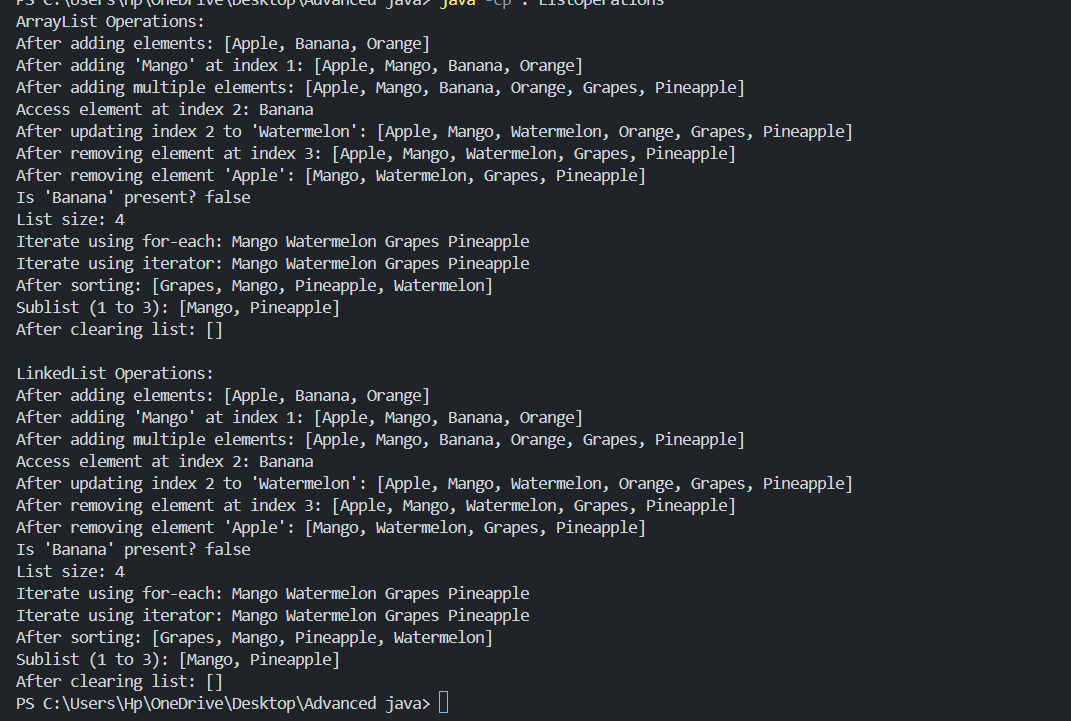 PS C:\Users\Hp\OneDrive\Desktop\Advanced java> java -cp . ListOperations
ArrayList Operations:
After adding elements: [Apple, Banana, Orange]
After adding 'Mango' at index 1: [Apple, Mango, Banana, Orange]
After adding multiple elements: [Apple, Mango, Banana, Orange, Grapes, Pineapple]
Access element at index 2: Banana
After updating index 2 to 'Watermelon': [Apple, Mango, Watermelon, Orange, Grapes, Pineapple]
After removing element at index 3: [Apple, Mango, Watermelon, Grapes, Pineapple]
After removing element 'Apple': [Mango, Watermelon, Grapes, Pineapple]
Is 'Banana' present? false
List size: 4
Iterate using for-each: Mango Watermelon Grapes Pineapple
Iterate using iterator: Mango Watermelon Grapes Pineapple
After sorting: [Grapes, Mango, Pineapple, Watermelon]
Sublist (1 to 3): [Mango, Pineapple]
After clearing list: []
LinkedList Operations:
After adding elements: [Apple, Banana, Orange]
After adding 'Mango' at index 1: [Apple, Mango, Banana, Orange]
After adding multiple elements: [Apple, Mango, Banana, Orange, Grapes, Pineapple]
Access element at index 2: Banana
After updating index 2 to 'Watermelon': [Apple, Mango, Watermelon, Orange, Grapes, Pineapple]
After removing element at index 3: [Apple, Mango, Watermelon, Grapes, Pineapple]
After removing element 'Apple': [Mango, Watermelon, Grapes, Pineapple]
Is 'Banana' present? false
List size: 4
Iterate using for-each: Mango Watermelon Grapes Pineapple
Iterate using iterator: Mango Watermelon Grapes Pineapple
After sorting: [Grapes, Mango, Pineapple, Watermelon]
Sublist (1 to 3): [Mango, Pineapple]
After clearing list: []
PS C:\Users\Hp\OneDrive\Desktop\Advanced java>